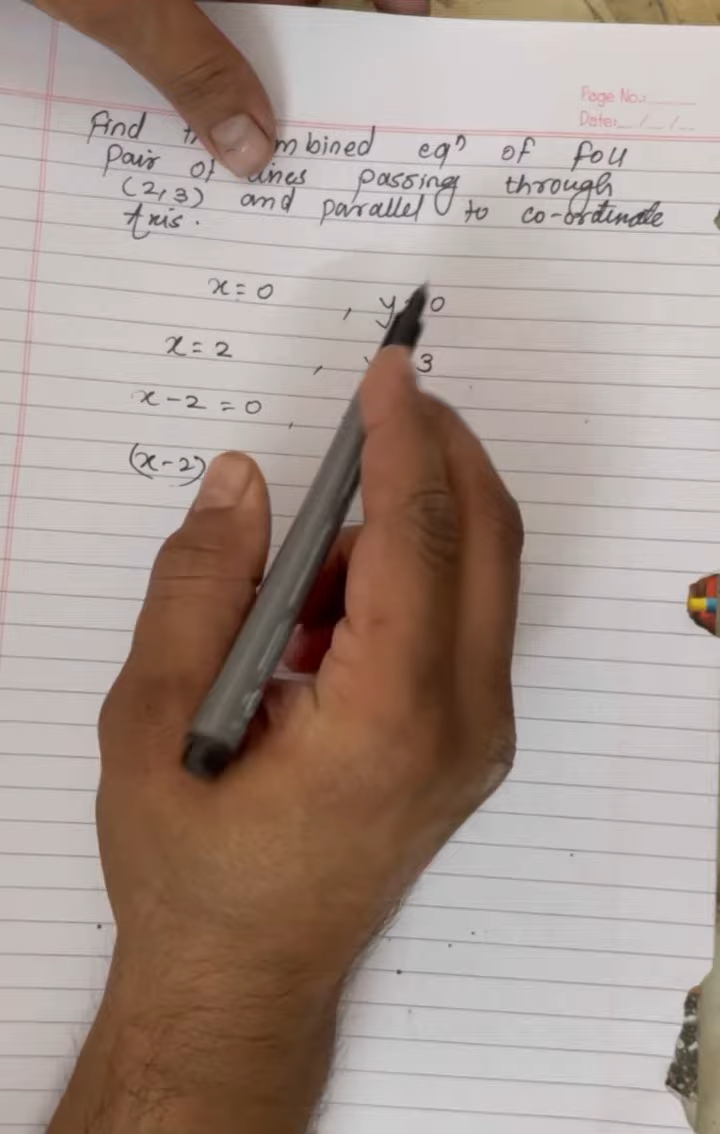 Page No.:
Date: / /
Find combined eqⁿ of foll
Pair of Lines passing through
(2,3) and parallel to co-ordinate
Axis.
x = 0 , y 0
x = 2 , 3
x - 2 = 0 ,
(x-2)